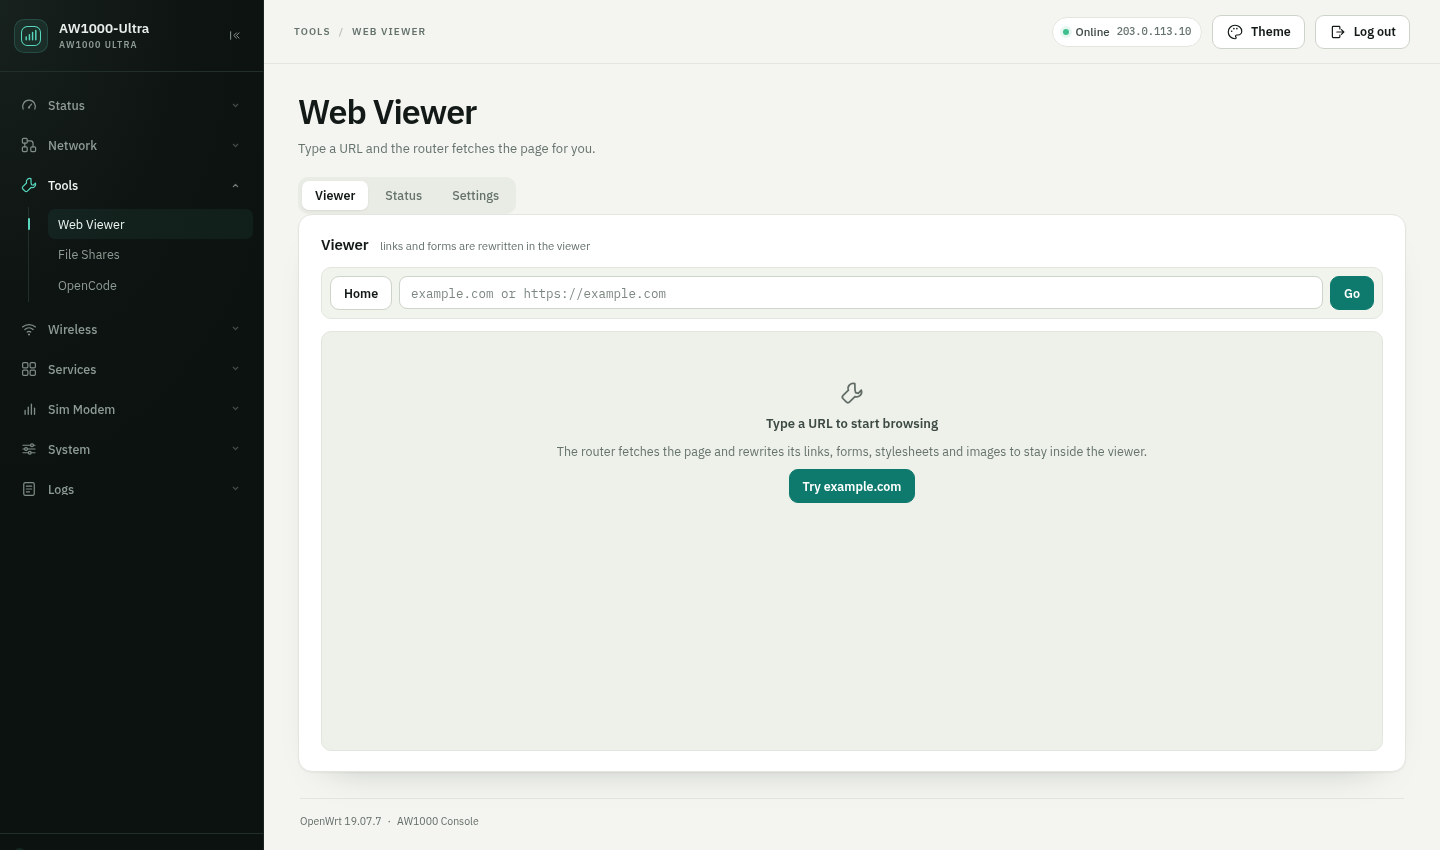 AW1000-Ultra
AW1000 ULTRA
Status
Network
Tools
Web Viewer
File Shares
OpenCode
Wireless
Services
Sim Modem
System
Logs
TOOLS / WEB VIEWER
Online 203.0.113.10
Theme
Log out
Web Viewer
Type a URL and the router fetches the page for you.
Viewer Status Settings
Viewer links and forms are rewritten in the viewer
Home example.com or https://example.com Go
Type a URL to start browsing
The router fetches the page and rewrites its links, forms, stylesheets and images to stay inside the viewer.
Try example.com
OpenWrt 19.07.7 · AW1000 Console